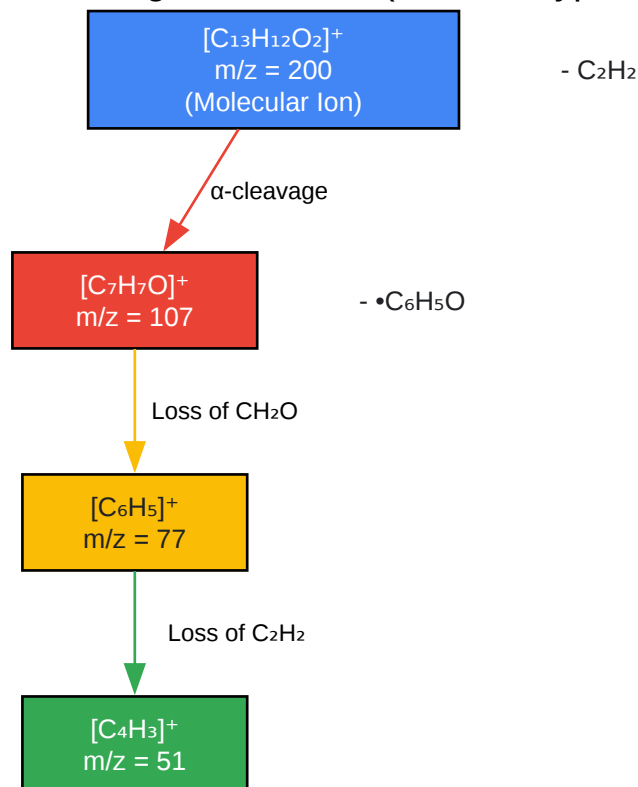 [C₁₃H₁₂O₂]⁺
m/z = 200
(Molecular Ion)
- C₂H₂
α-cleavage
[C₇H₇O]⁺
m/z = 107
- •C₆H₅O
Loss of CH₂O
[C₆H₅]⁺
m/z = 77
Loss of C₂H₂
[C₄H₃]⁺
m/z = 51